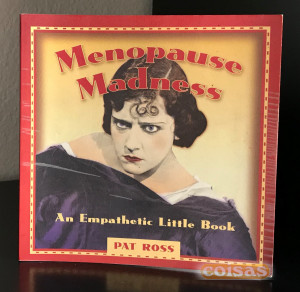 Menopause
Madness
An Empathetic Little Book
PAT ROSS
coisas